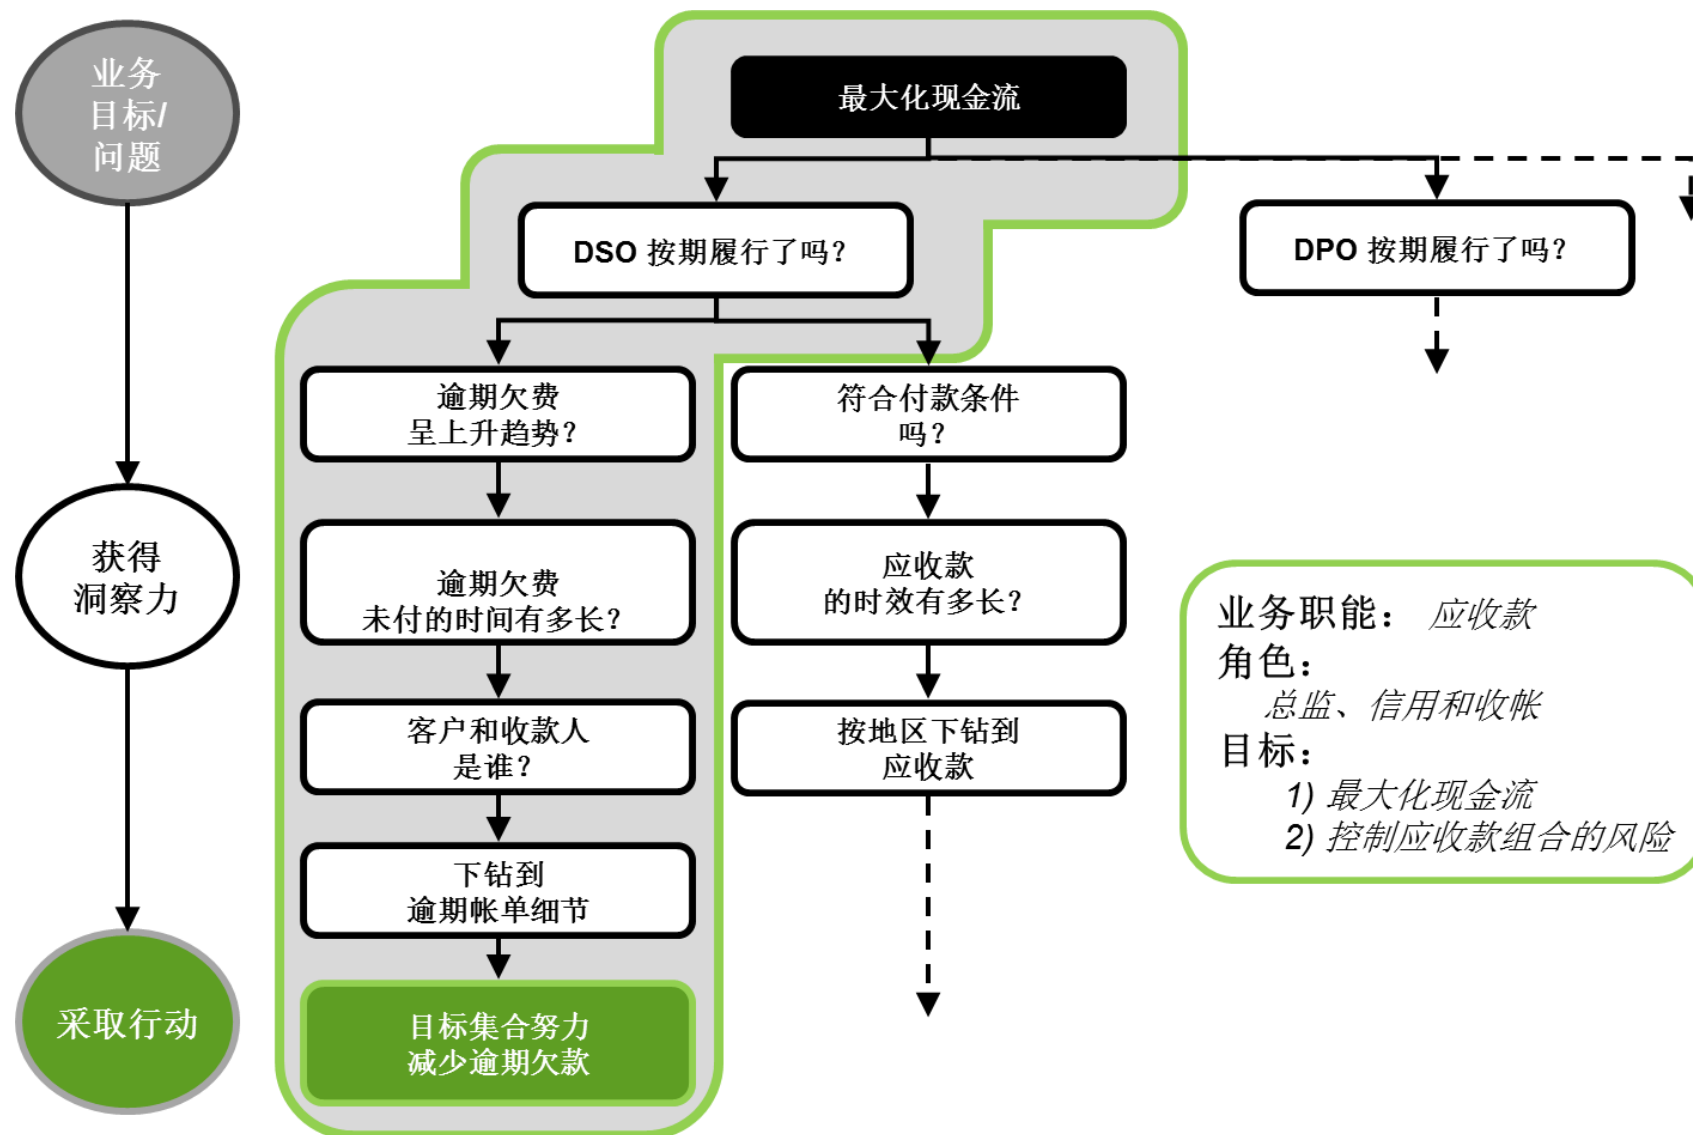 业务
目标/
问题
获得
洞察力
采取行动
最大化现金流
DSO 按期履行了吗?
DPO 按期履行了吗?
逾期欠费
呈上升趋势?
逾期欠费
未付的时间有多长?
客户和收款人
是谁?
下钻到
逾期帐单细节
目标集合努力
减少逾期欠款
符合付款条件
吗?
应收款
的时效有多长?
按地区下钻到
应收款
业务职能： 应收款
角色：
总监、信用和收帐
目标：
1) 最大化现金流
2) 控制应收款组合的风险